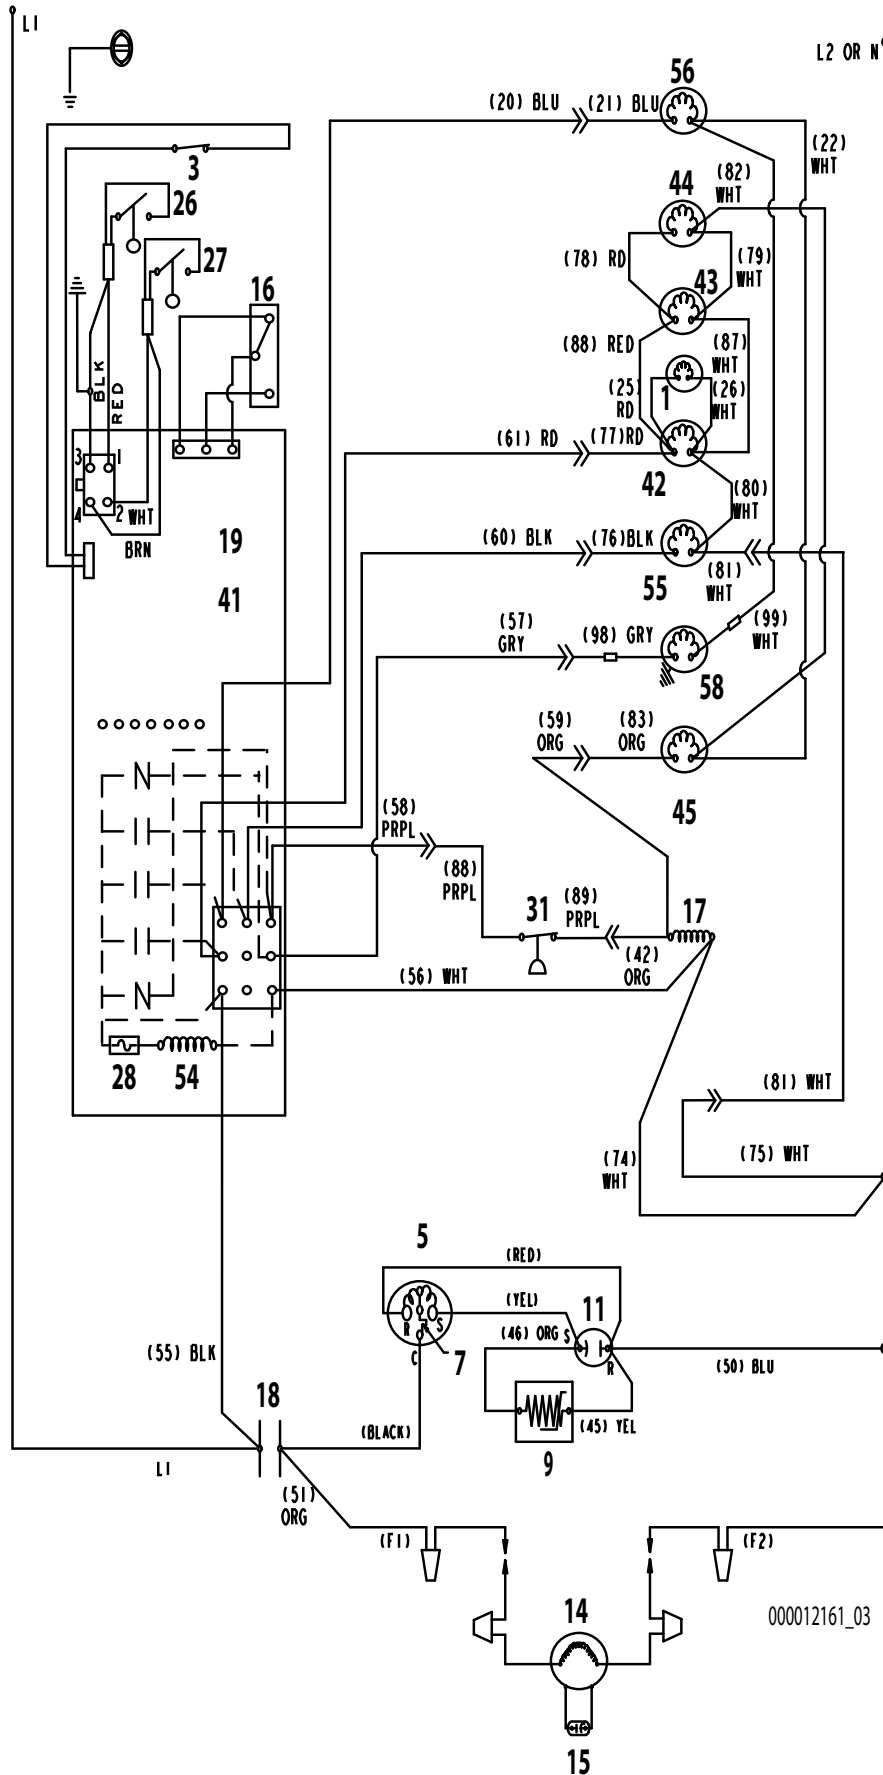 L1
L2 OR N
56
(20) BLU
(21) BLU
(22)
WHT
3
26
44
(82)
WHT
27
(78) RD
(79)
WHT
16
43
(88) RED
(87)
WHT
BLK
RED
1
(25)
RD
(26)
WHT
(61) RD
(77)RD
3
1
42
4
2
WHT
(80)
WHT
BRN
19
(60) BLK
(76)BLK
41
55
(81)
WHT
(57)
GRY
(98) GRY
(99)
WHT
58
(59)
ORG
(83)
ORG
45
(58)
PRPL
(88)
PRPL
31
(89)
PRPL
17
(42)
ORG
(56) WHT
28
54
(81) WHT
(74)
WHT
(75) WHT
5
(RED)
(YEL)
11
R
S
(46) ORG
S
C
7
R
(55) BLK
(50) BLU
18
(BLACK)
(45) YEL
9
L1
(51)
ORG
(F1)
(F2)
14
000012161_03
15